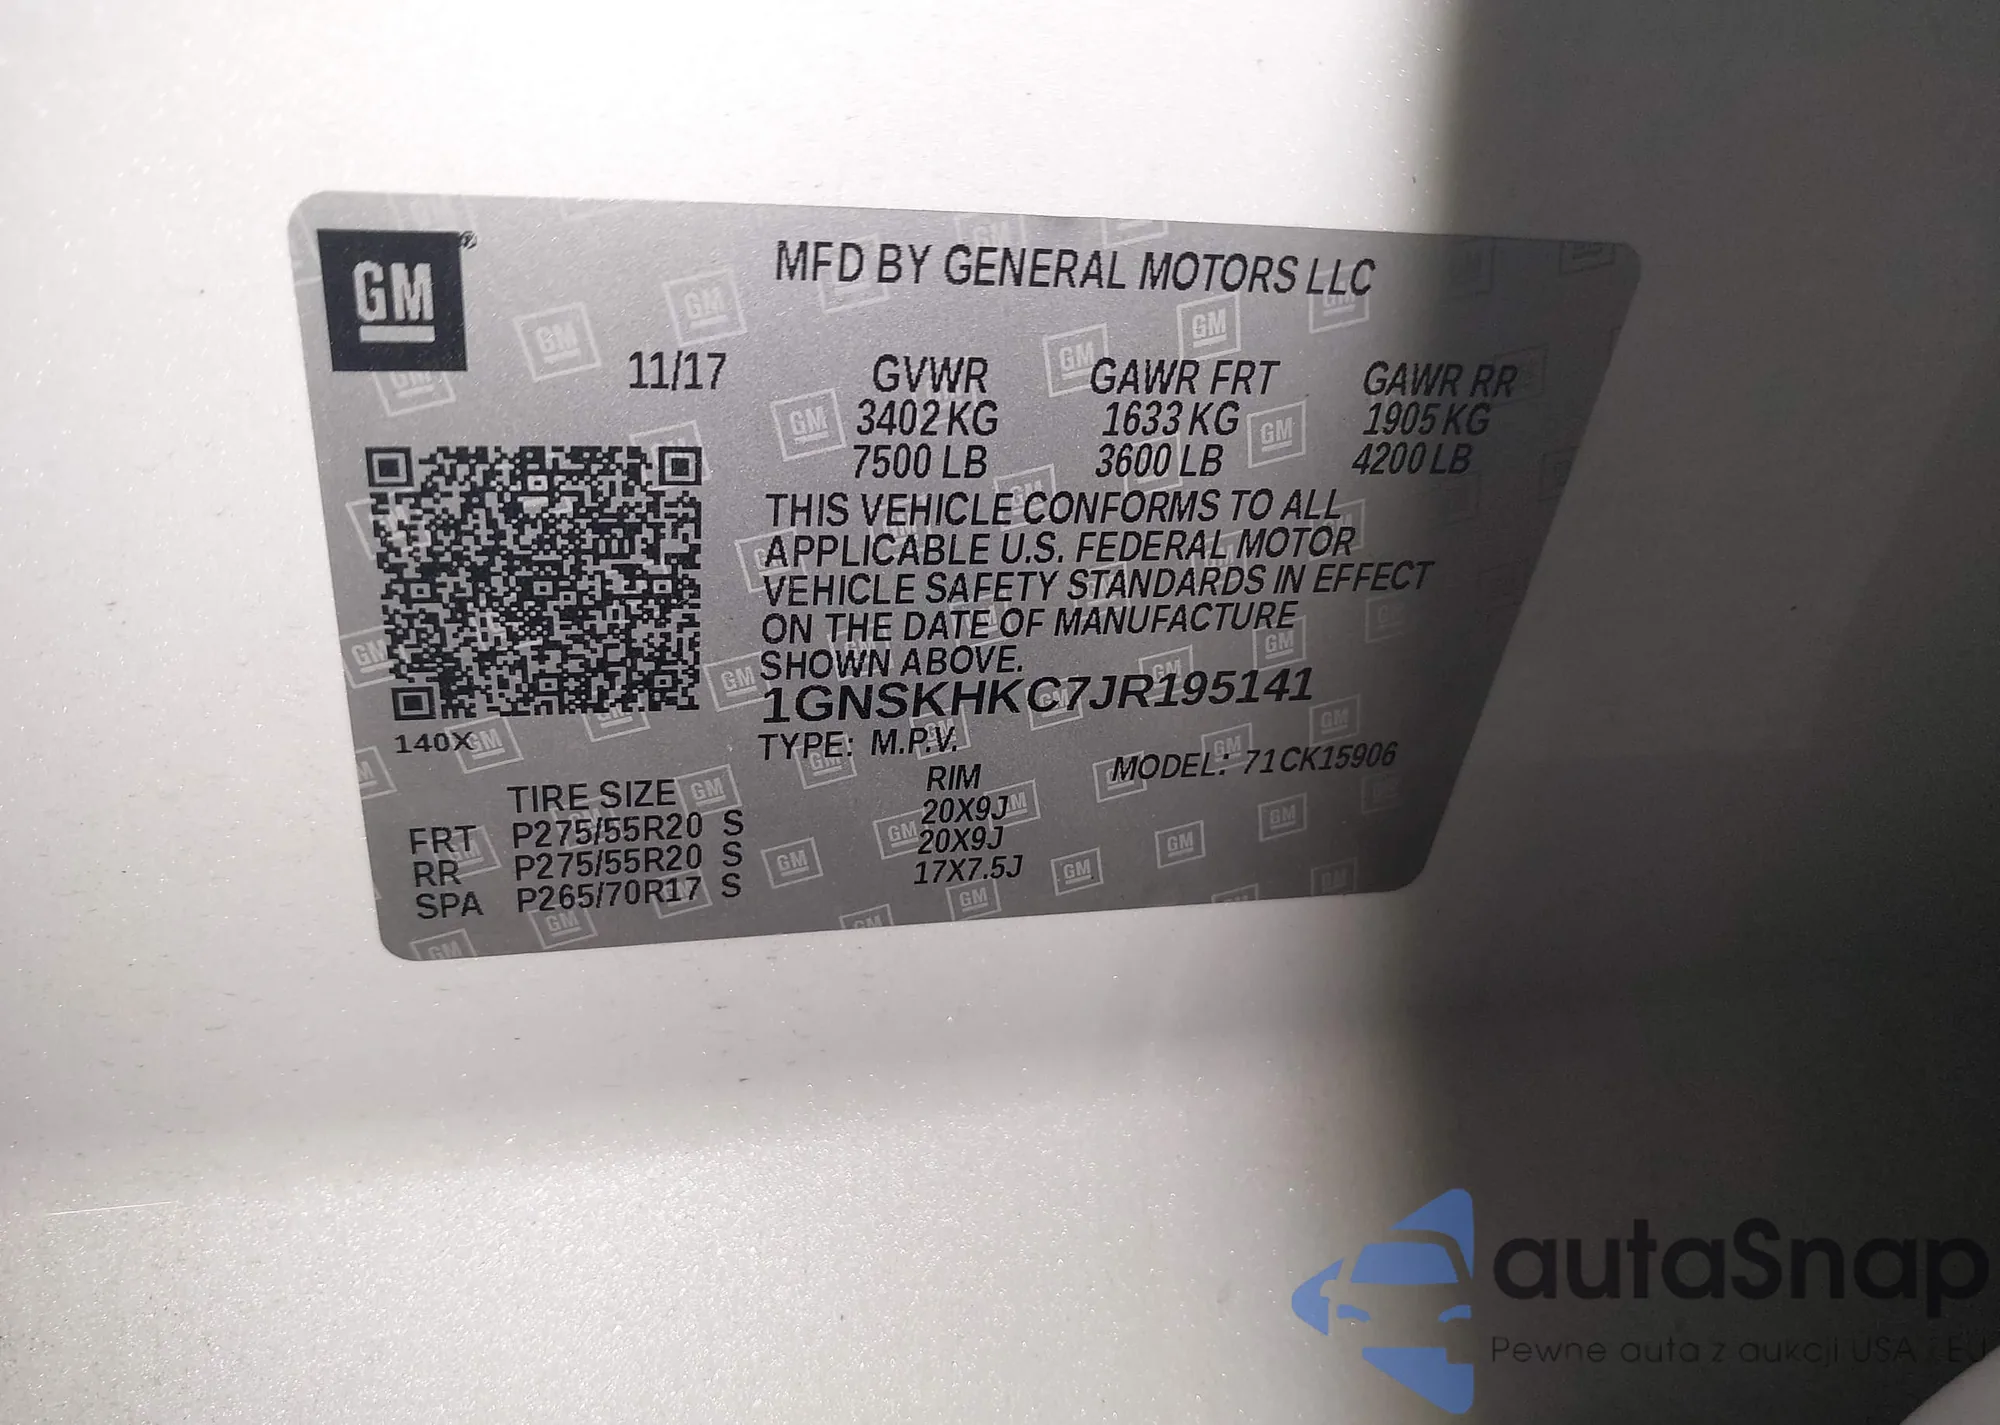 GM®
MFD BY GENERAL MOTORS LLC
11/17 GVWR GAWR FRT GAWR RR
3402 KG 1633 KG 1905 KG
7500 LB 3600 LB 4200 LB
THIS VEHICLE CONFORMS TO ALL
APPLICABLE U.S. FEDERAL MOTOR
VEHICLE SAFETY STANDARDS IN EFFECT
ON THE DATE OF MANUFACTURE
SHOWN ABOVE.
1GNSKHKC7JR195141
140X
TYPE: M.P.V. MODEL: 71CK15906
TIRE SIZE RIM
FRT P275/55R20 S 20X9J
RR P275/55R20 S 20X9J
SPA P265/70R17 S 17X7.5J
autaSnap
Pewne auta z aukcji USA i EU